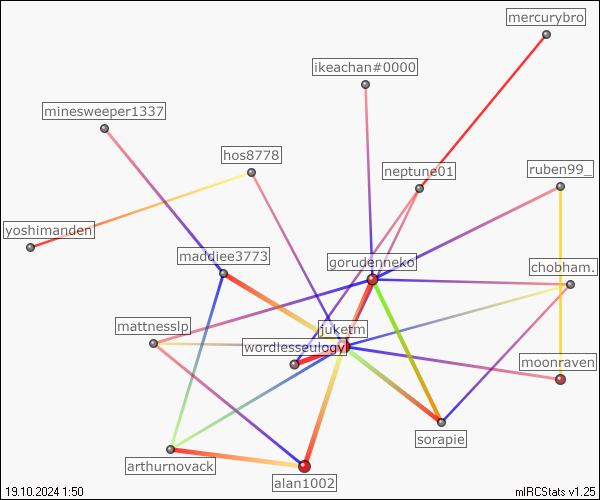 mercurybro
ikeachan#0000
minesweeper1337
hos8778
neptune01
ruben99_
yoshimanden
maddiee3773
gorudenneko
chobham.
mattnesslp
juketm
wordlesseulogy
moonraven
sorapie
arthurnovack
alan1002
19.10.2024 1:50
mIRCStats v1.25